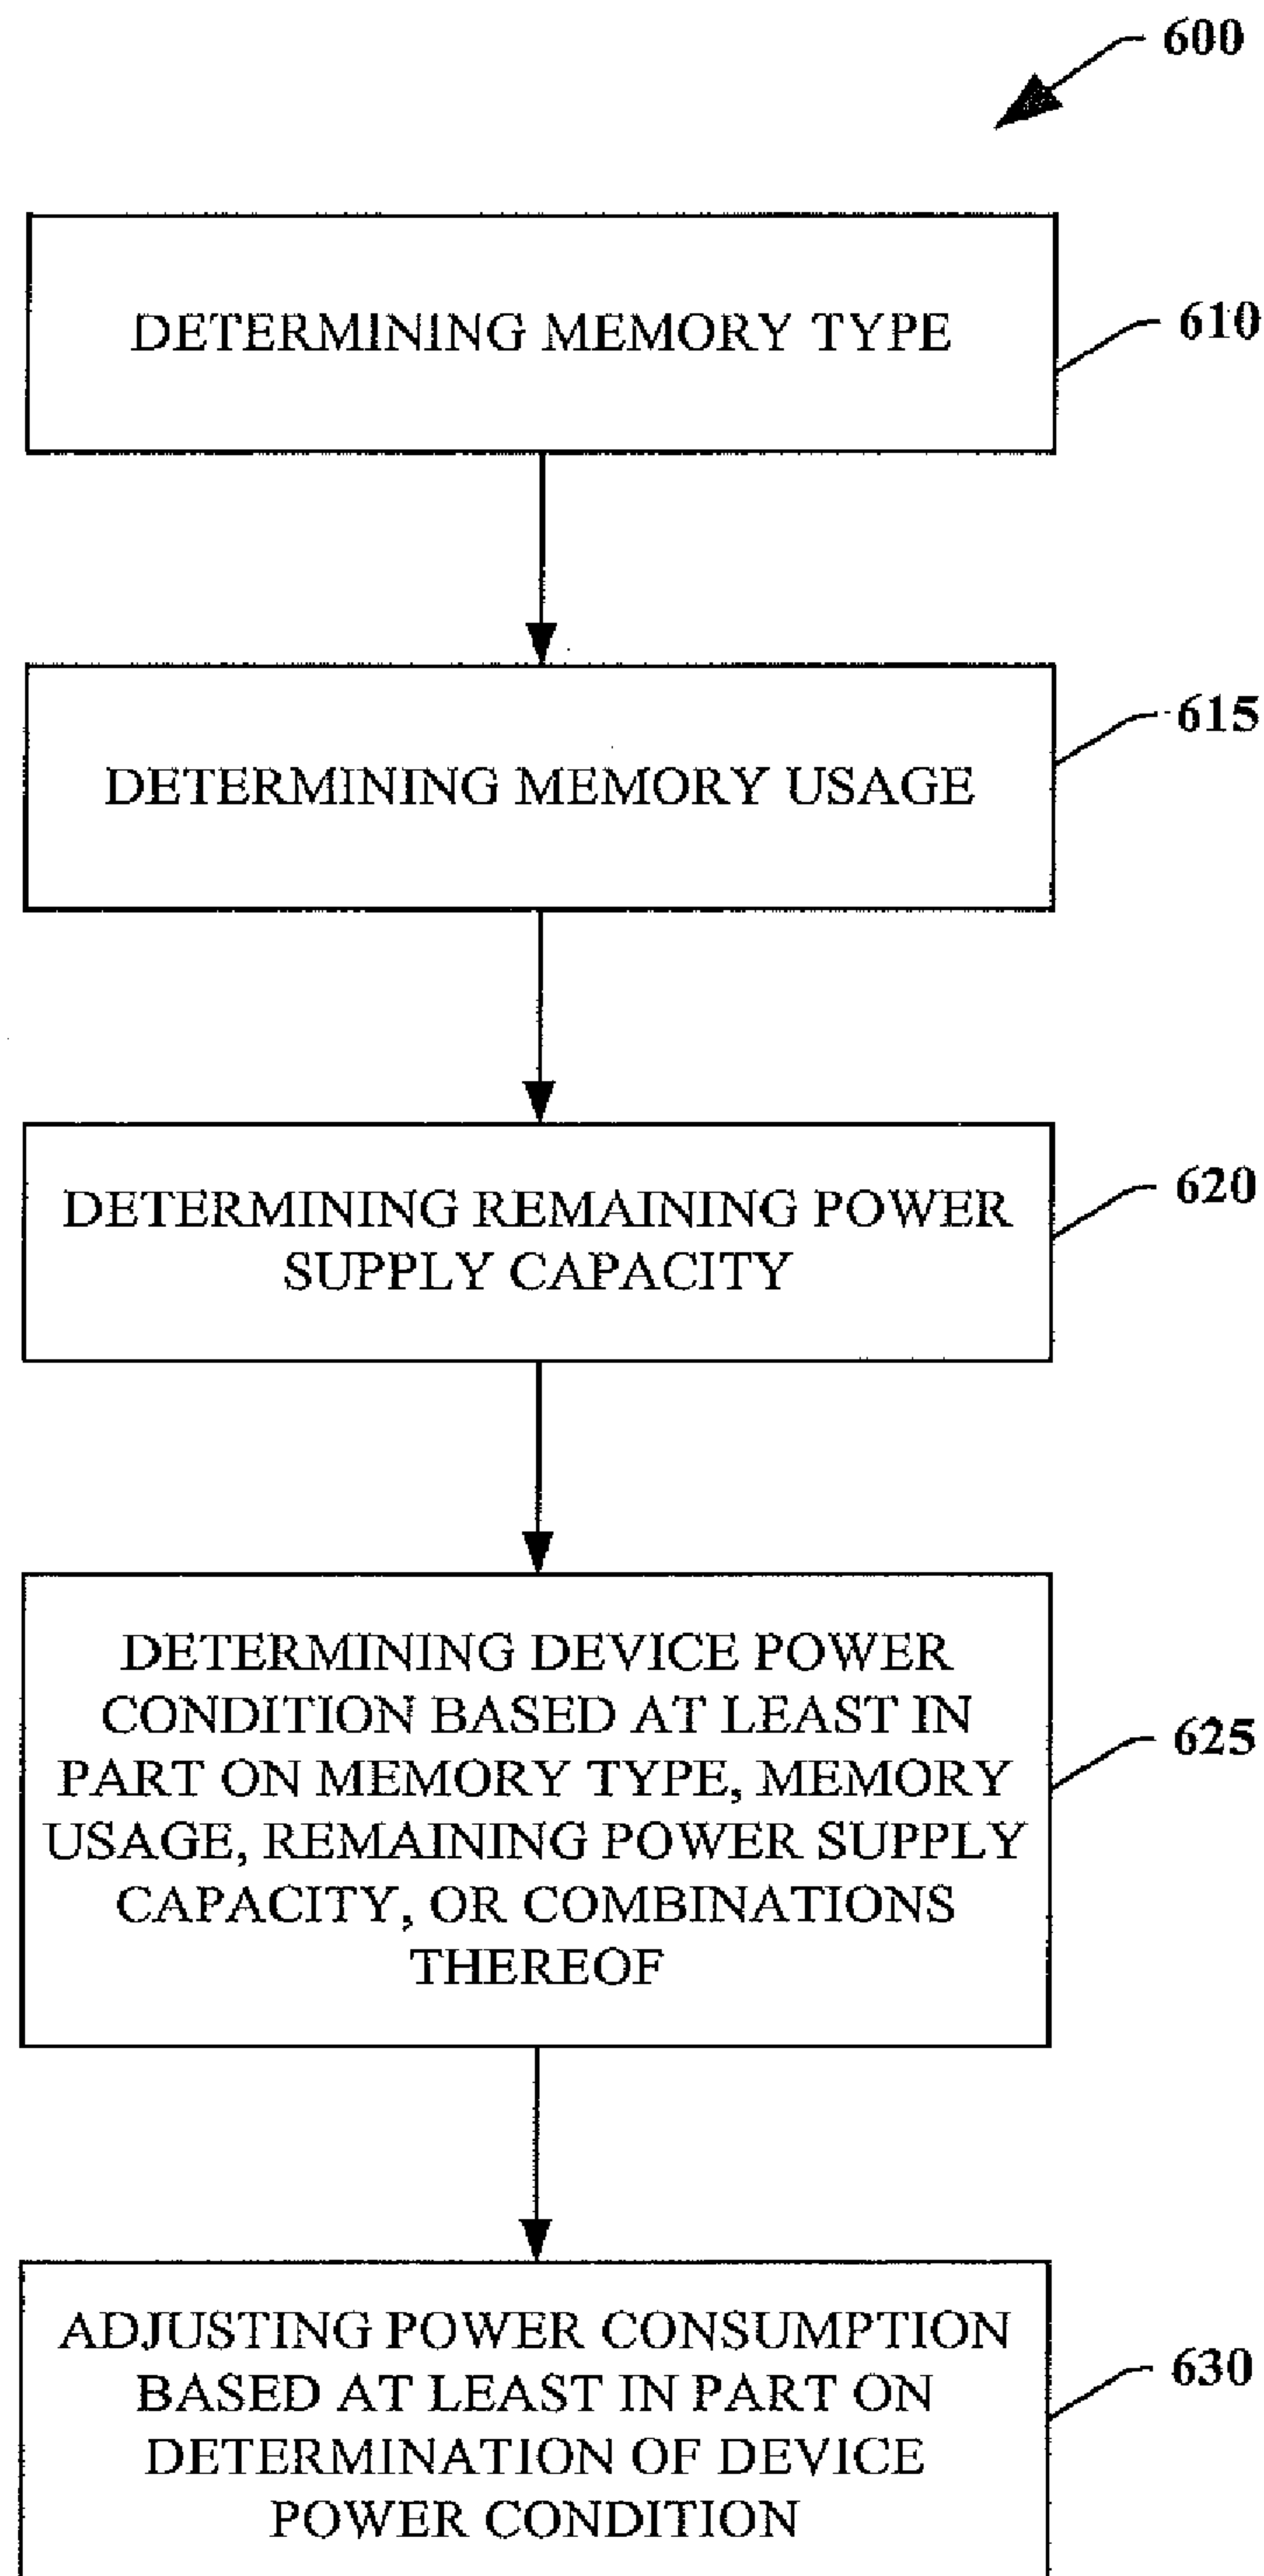 600
DETERMINING MEMORY TYPE
610
DETERMINING MEMORY USAGE
615
DETERMINING REMAINING POWER
SUPPLY CAPACITY
620
DETERMINING DEVICE POWER
CONDITION BASED AT LEAST IN
PART ON MEMORY TYPE, MEMORY
USAGE, REMAINING POWER SUPPLY
CAPACITY, OR COMBINATIONS
THEREOF
625
ADJUSTING POWER CONSUMPTION
BASED AT LEAST IN PART ON
DETERMINATION OF DEVICE
POWER CONDITION
630